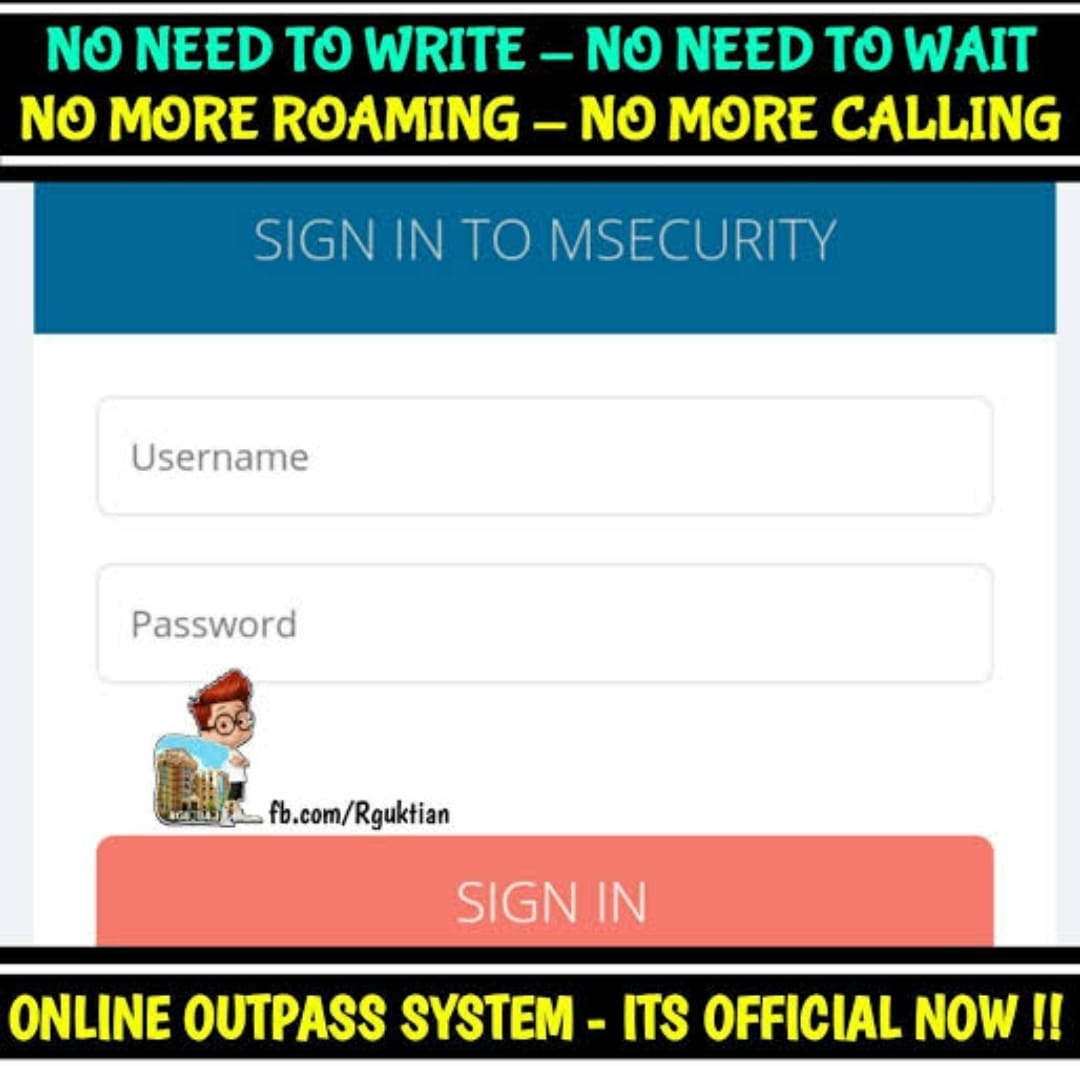 NO NEED TO WRITE – NO NEED TO WAIT
NO MORE ROAMING – NO MORE CALLING
SIGN IN TO MSECURITY
Username
Password
fb.com/Rguktian
SIGN IN
ONLINE OUTPASS SYSTEM - ITS OFFICIAL NOW !!